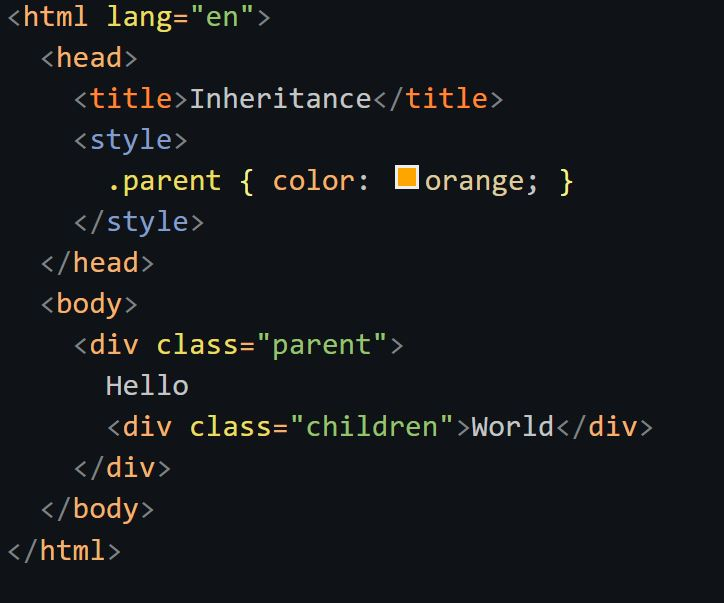 <html lang="en">
  <head>
    <title>Inheritance</title>
    <style>
      .parent { color: orange; }
    </style>
  </head>
  <body>
    <div class="parent">
      Hello
      <div class="children">World</div>
    </div>
  </body>
</html>